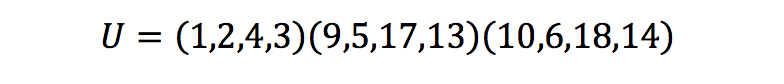 U = (1,2,4,3)(9,5,17,13)(10,6,18,14)